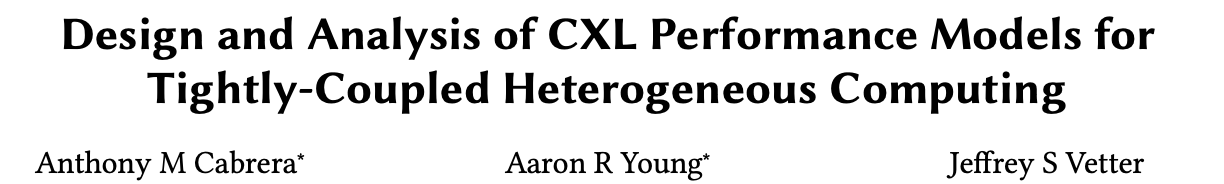 Design and Analysis of CXL Performance Models for
Tightly-Coupled Heterogeneous Computing
Anthony M Cabrera* Aaron R Young* Jeffrey S Vetter